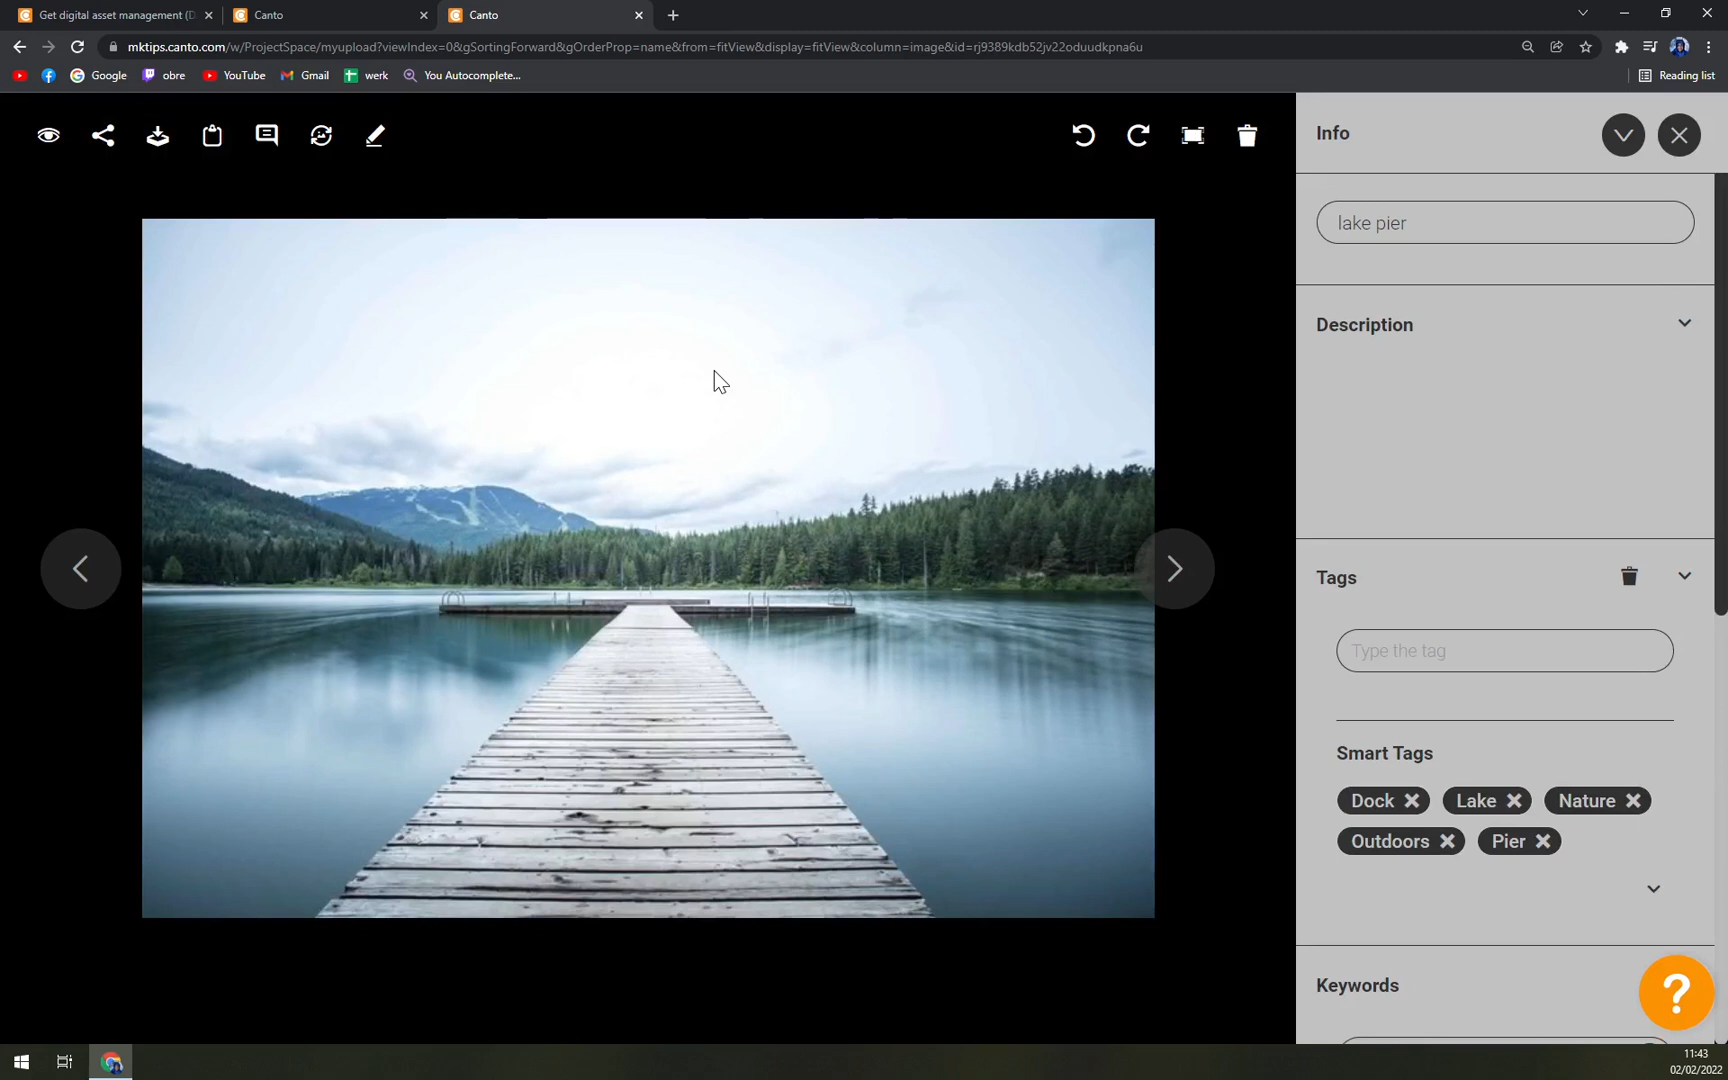 Get digital asset management (D
Canto
Canto
mktips.canto.com/w/ProjectSpace/myupload?viewIndex=0&gSortingForward&gOrderProp=name&from=fitView&display=fitView&column=image&id=rj9389kdb52jv22oduudkpna6u
Google
obre
YouTube
Gmail
werk
You Autocomplete...
Reading list
Info
lake pier
Description
Tags
Type the tag
Smart Tags
Dock
Lake
Nature
Outdoors
Pier
Keywords
?
11:43
02/02/2022